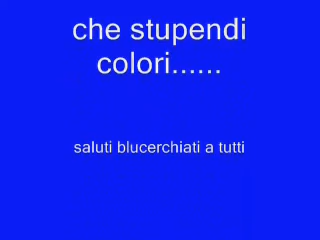 che stupendi
colori......
saluti blucerchiati a tutti